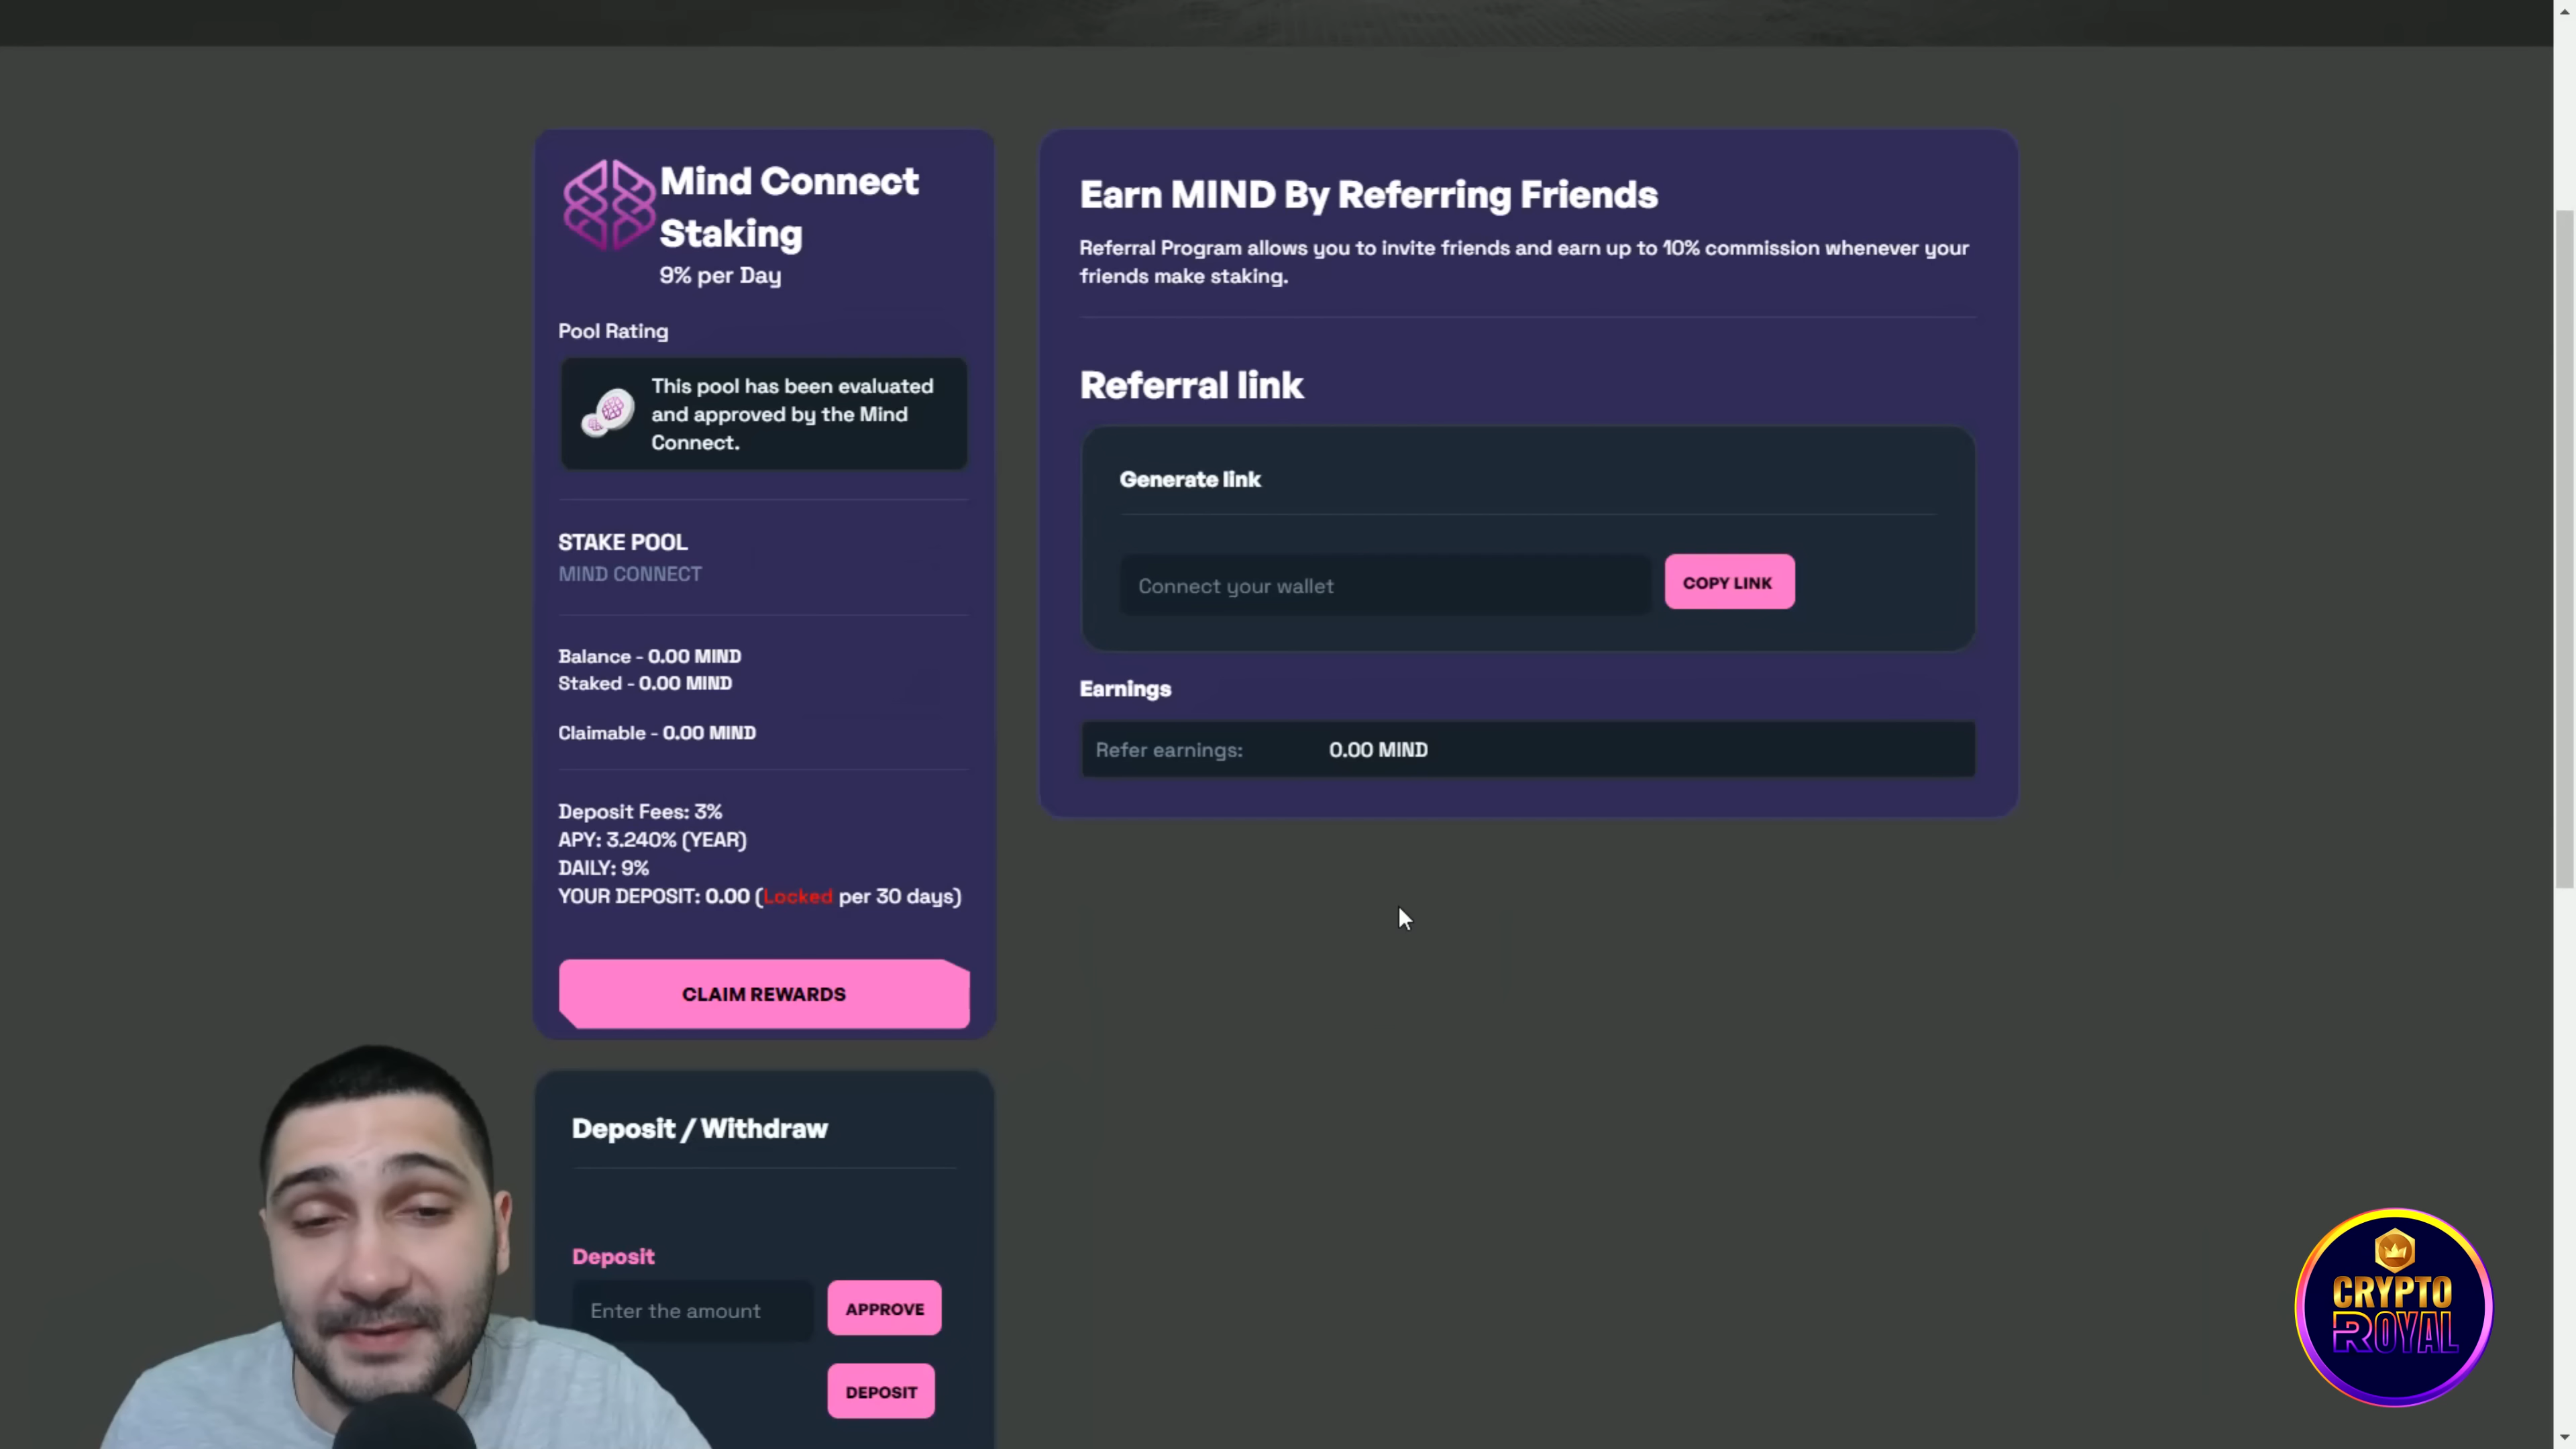 Mind Connect
Staking
9% per Day
Pool Rating
This pool has been evaluated
and approved by the Mind
Connect.
STAKE POOL
MIND CONNECT
Balance - 0.00 MIND
Staked - 0.00 MIND
Claimable - 0.00 MIND
Deposit Fees: 3%
APY: 3.240% (YEAR)
DAILY: 9%
YOUR DEPOSIT: 0.00 (Locked per 30 days)
CLAIM REWARDS
Deposit / Withdraw
Deposit
Enter the amount
APPROVE
DEPOSIT
Earn MIND By Referring Friends
Referral Program allows you to invite friends and earn up to 10% commission whenever your
friends make staking.
Referral link
Generate link
Connect your wallet
COPY LINK
Earnings
Refer earnings: 0.00 MIND
CRYPTO
ROYAL